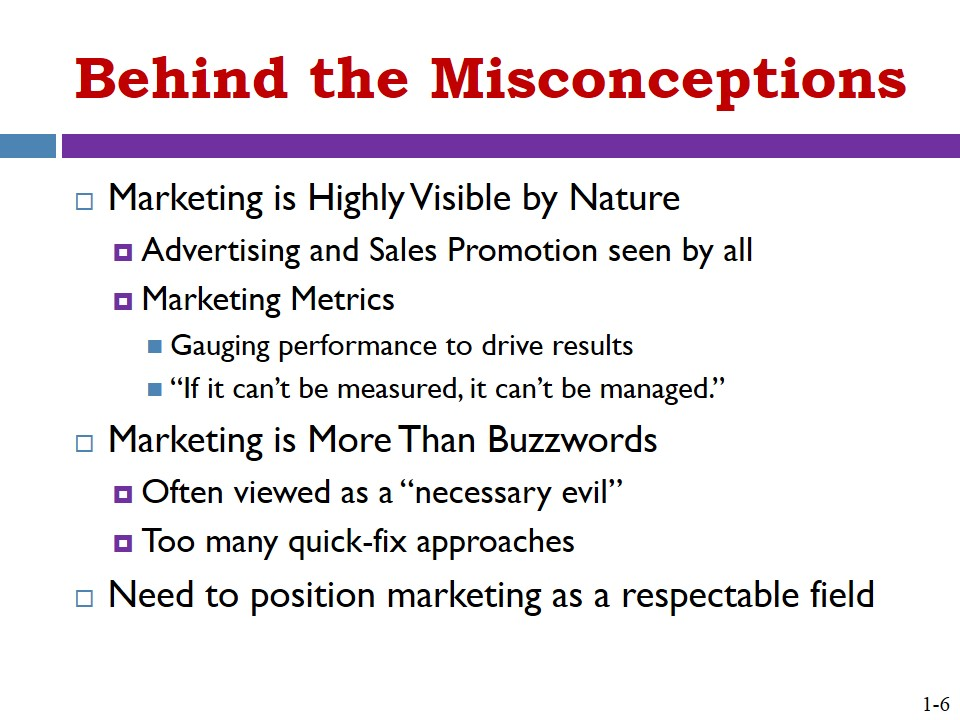 Behind the Misconceptions
Marketing is Highly Visible by Nature
Advertising and Sales Promotion seen by all
Marketing Metrics
Gauging performance to drive results
“If it can’t be measured, it can’t be managed.”
Marketing is More Than Buzzwords
Often viewed as a “necessary evil”
Too many quick-fix approaches
Need to position marketing as a respectable field
1-6